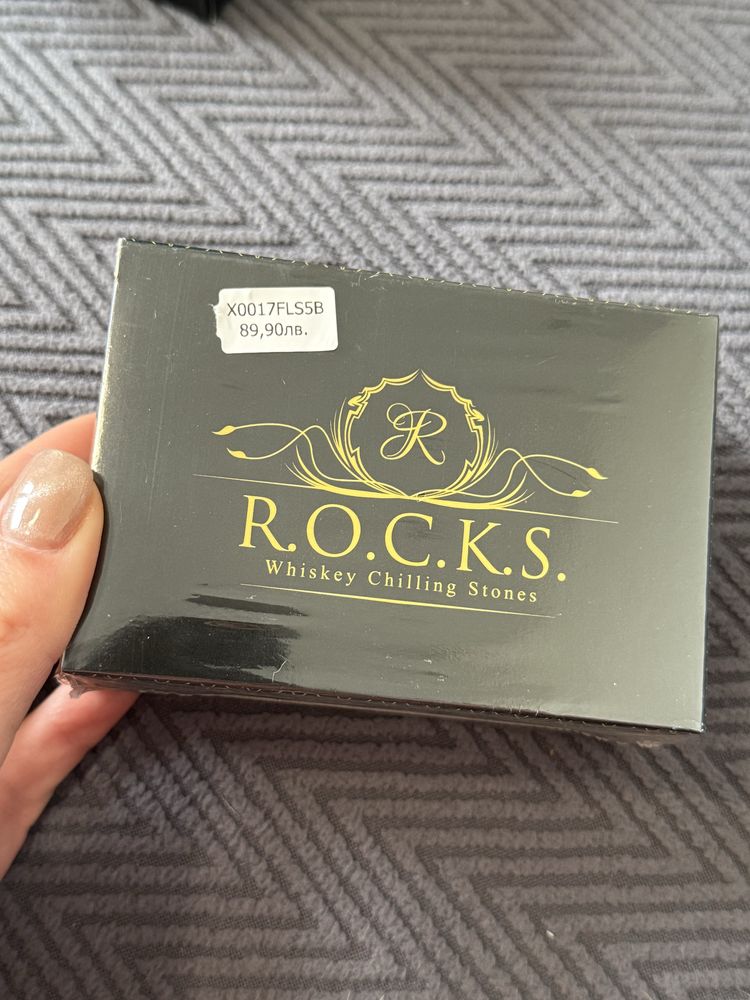 X0017FLS5B
89,90лв.
R
R.O.C.K.S.
Whiskey Chilling Stones